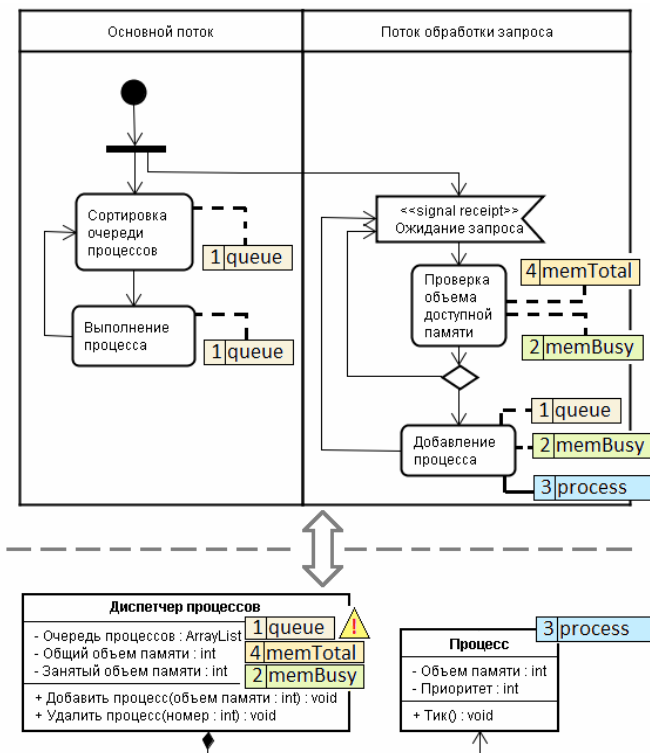 Основной поток
Поток обработки запроса
Сортировка
очереди
процессов
1 queue
Выполнение
процесса
1 queue
<<signal receipt>>
Ожидание запроса
Проверка
объема
доступной
памяти
4 memTotal
2 memBusy
Добавление
процесса
1 queue
2 memBusy
3 process
Диспетчер процессов
- Очередь процессов : ArrayList
1 queue
!
- Общий объем памяти : int
4 memTotal
- Занятый объем памяти : int
2 memBusy
+ Добавить процесс(объем памяти : int) : void
+ Удалить процесс(номер : int) : void
3 process
Процесс
- Объем памяти : int
- Приоритет : int
+ Тик() : void